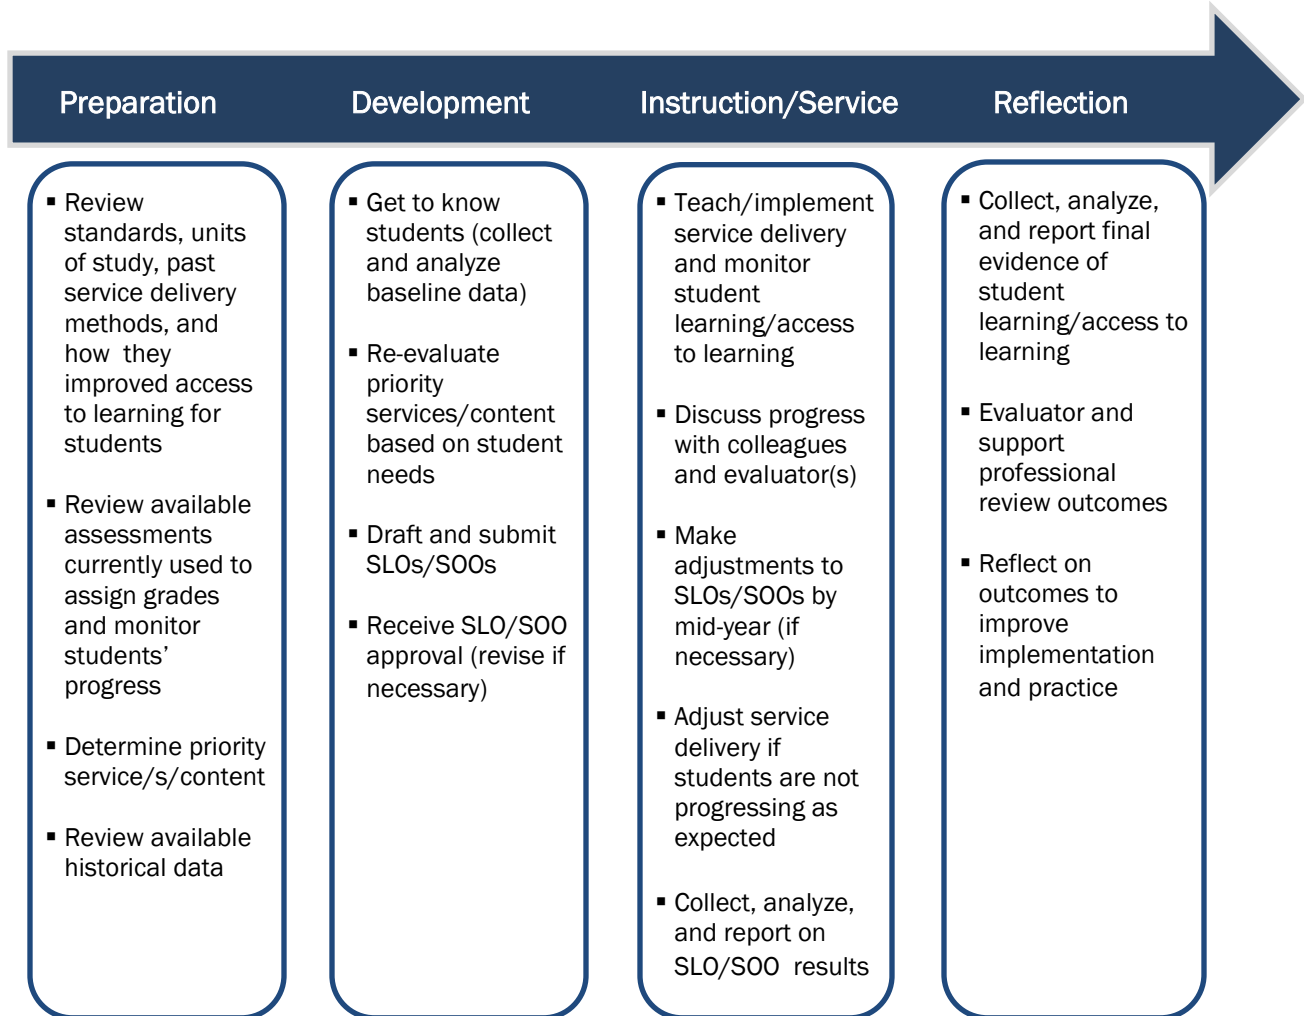 Preparation
Development
Instruction/Service
Reflection
▪ Review
standards, units
of study, past
service delivery
methods, and
how they
improved access
to learning for
students
▪ Review available
assessments
currently used to
assign grades
and monitor
students’
progress
▪ Determine priority
service/s/content
▪ Review available
historical data
▪ Get to know
students (collect
and analyze
baseline data)
▪ Re-evaluate
priority
services/content
based on student
needs
▪ Draft and submit
SLOs/SOOs
▪ Receive SLO/SOO
approval (revise if
necessary)
▪ Teach/implement
service delivery
and monitor
student
learning/access
to learning
▪ Discuss progress
with colleagues
and evaluator(s)
▪ Make
adjustments to
SLOs/SOOs by
mid-year (if
necessary)
▪ Adjust service
delivery if
students are not
progressing as
expected
▪ Collect, analyze,
and report on
SLO/SOO results
▪ Collect, analyze,
and report final
evidence of
student
learning/access to
learning
▪ Evaluator and
support
professional
review outcomes
▪ Reflect on
outcomes to
improve
implementation
and practice